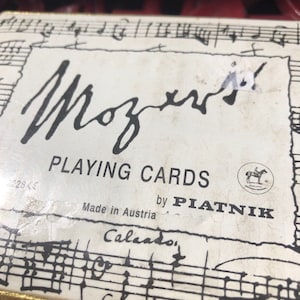 Mozart
PLAYING CARDS
by PIATNIK
Made in Austria
Calando